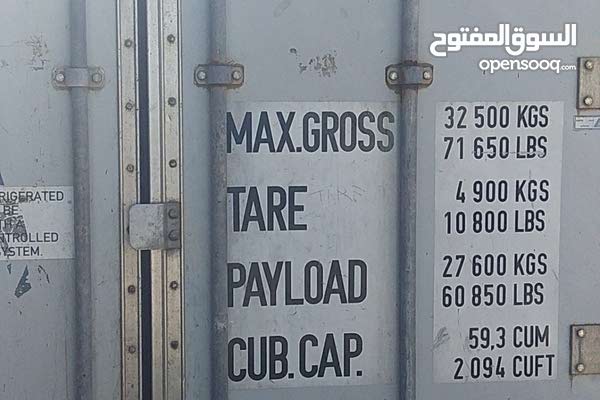 السوق المفتوح
opensooq.com
MAX.GROSS 32 500 KGS
71 650 LBS
TARE 4 900 KGS
10 800 LBS
PAYLOAD 27 600 KGS
60 850 LBS
CUB.CAP. 59,3 CUM
2 094 CUFT
RIGERATED
BE
NTROLLED
YSTEM.